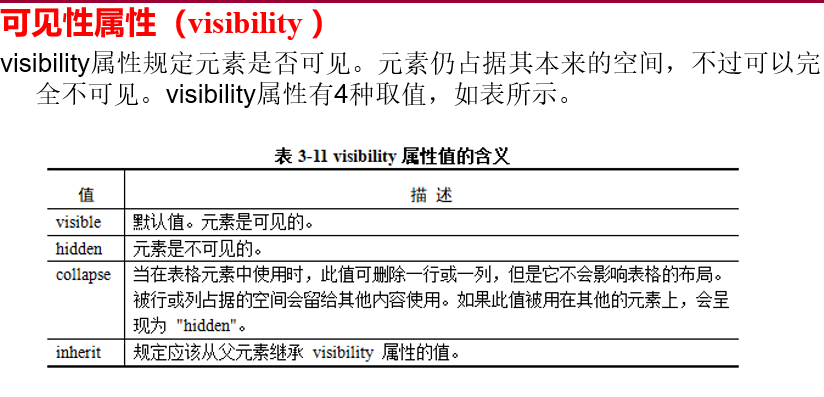 可见性属性（visibility）
visibility属性规定元素是否可见。元素仍占据其本来的空间，不过可以完
全不可见。visibility属性有4种取值，如表所示。
表 3-11 visibility 属性值的含义
值 描 述
visible 默认值。元素是可见的。
hidden 元素是不可见的。
collapse 当在表格元素中使用时，此值可删除一行或一列，但是它不会影响表格的布局。
被行或列占据的空间会留给其他内容使用。如果此值被用在其他的元素上，会呈
现为 "hidden"。
inherit 规定应该从父元素继承 visibility 属性的值。